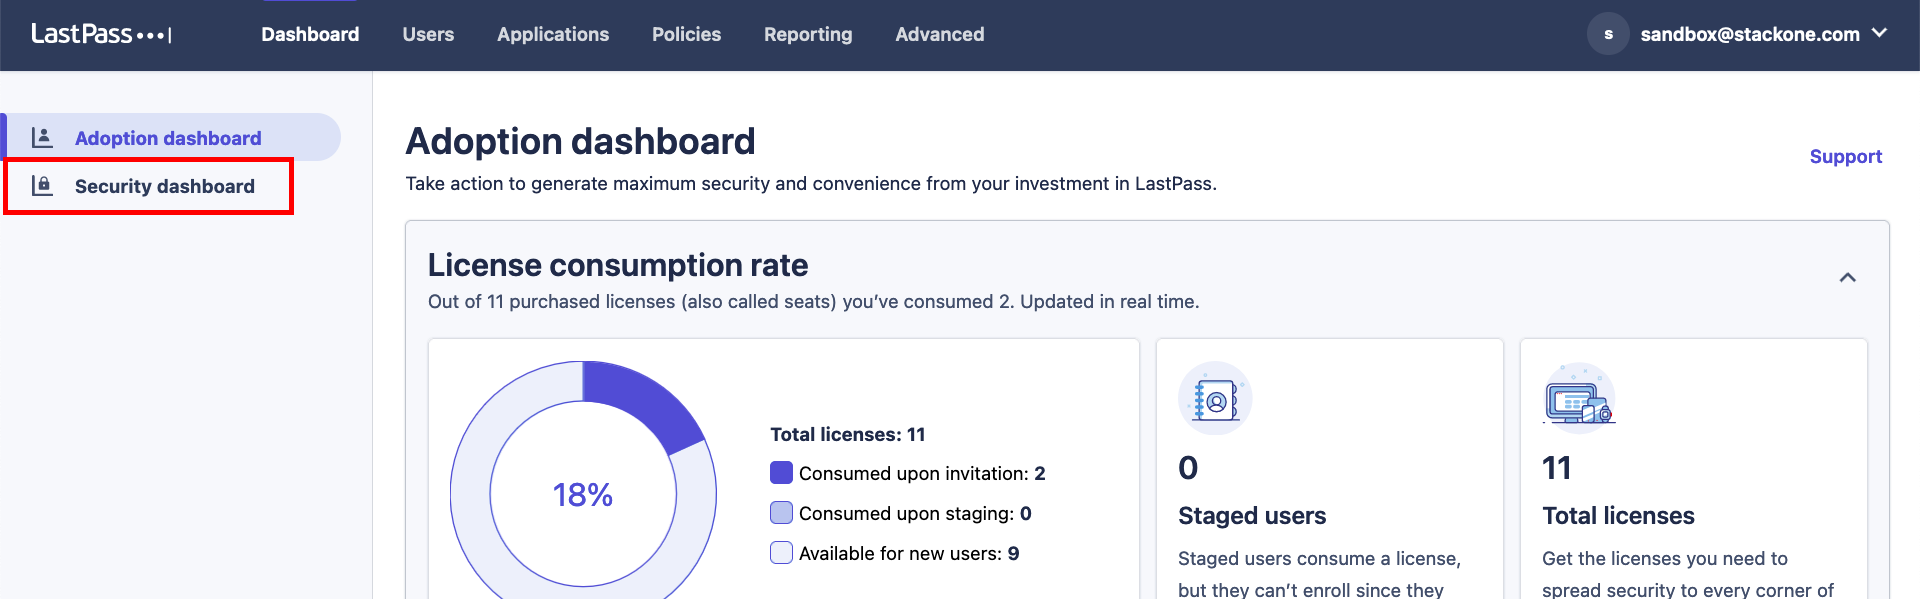 LastPass
Dashboard
Users
Applications
Policies
Reporting
Advanced
s
sandbox@stackone.com
Adoption dashboard
Security dashboard
Adoption dashboard
Take action to generate maximum security and convenience from your investment in LastPass.
Support
License consumption rate
Out of 11 purchased licenses (also called seats) you’ve consumed 2. Updated in real time.
18%
Total licenses: 11
Consumed upon invitation: 2
Consumed upon staging: 0
Available for new users: 9
0
Staged users
Staged users consume a license,
but they can’t enroll since they
11
Total licenses
Get the licenses you need to
spread security to every corner of